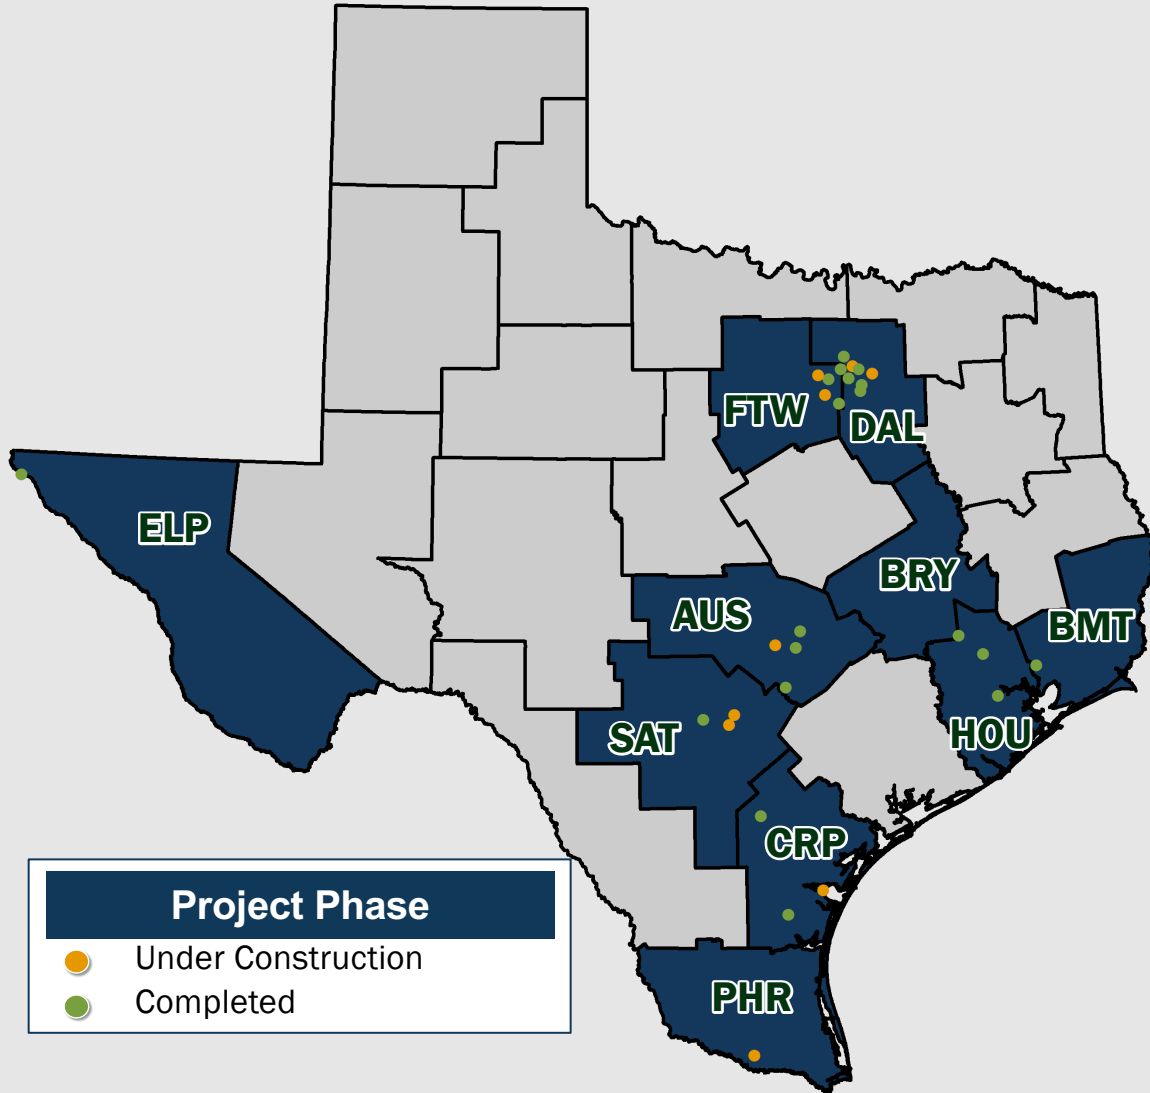 FTW
DAL
ELP
BRY
AUS
BMT
SAT
HOU
CRP
PHR
Project Phase
Under Construction
Completed